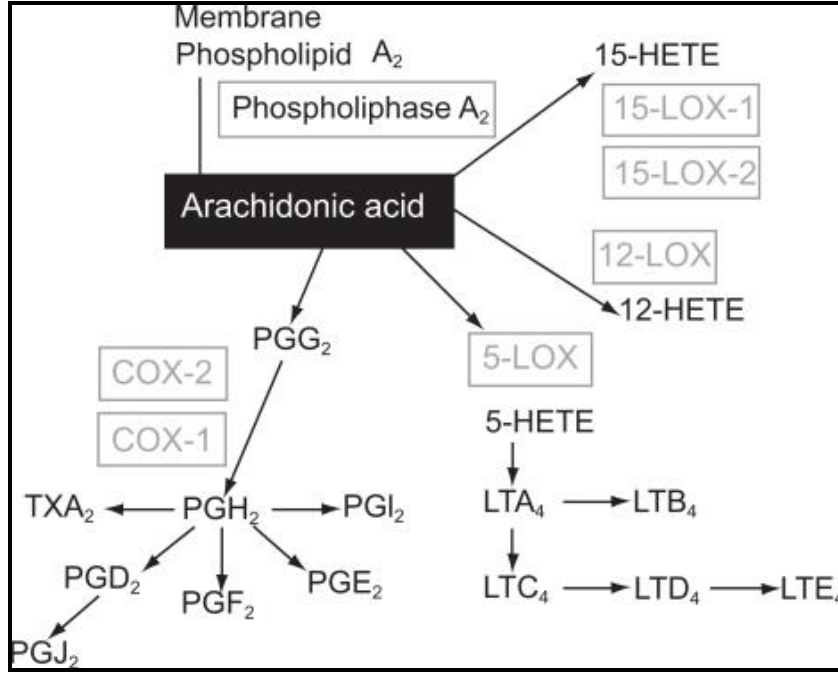 Membrane
Phospholipid A₂
Phospholiphase A₂
Arachidonic acid
15-HETE
15-LOX-1
15-LOX-2
12-LOX
12-HETE
PGG₂
5-LOX
COX-2
COX-1
5-HETE
TXA₂
PGH₂
PGI₂
LTA₄
LTB₄
PGD₂
PGF₂
PGE₂
LTC₄
LTD₄
LTE₄
PGJ₂